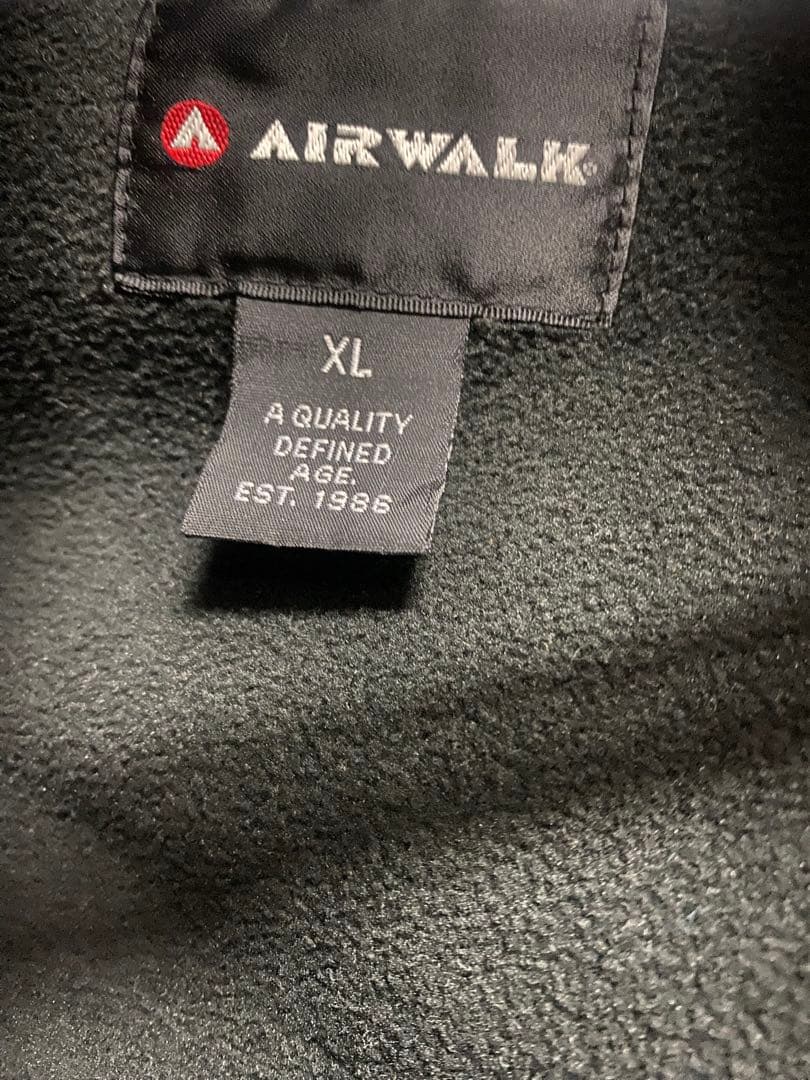 AIRWALK®
XL
A QUALITY
DEFINED
AGE.
EST. 1986